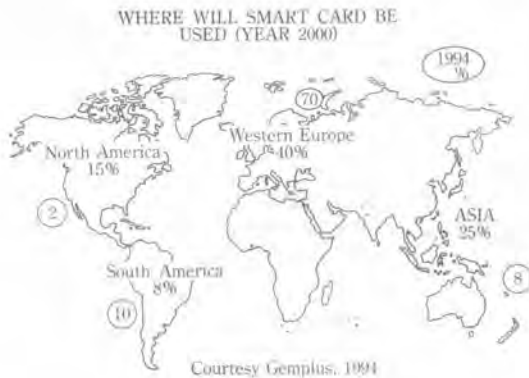 WHERE WILL SMART CARD BE
USED (YEAR 2000)
1994
%
70
Western Europe
40%
North America
15%
2
ASIA
25%
South America
8%
8
10
Courtesy Gemplus, 1994